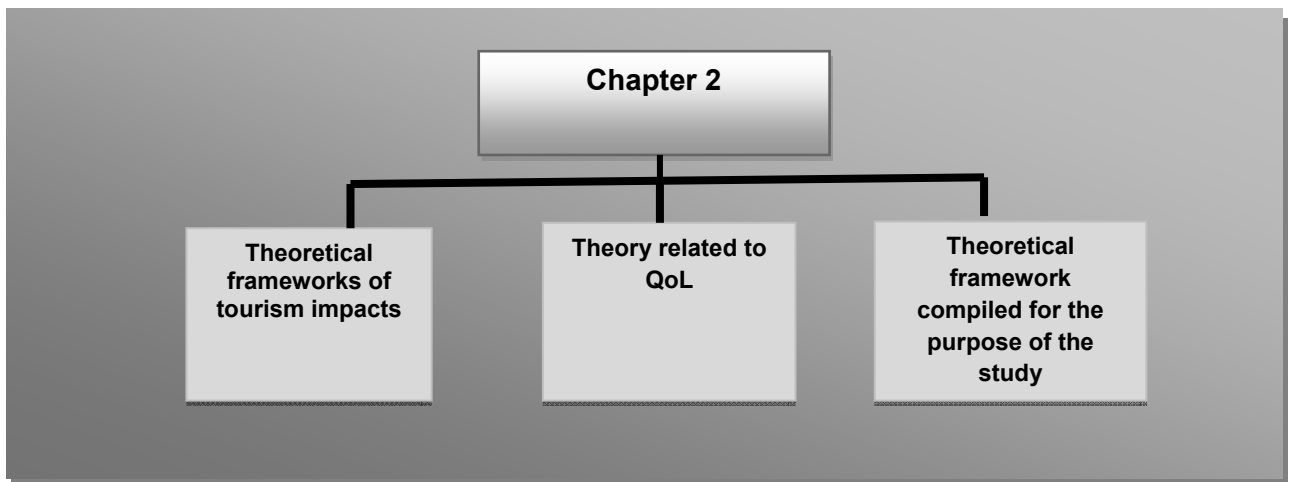 Chapter 2
Theoretical
frameworks of
tourism impacts
Theory related to
QoL
Theoretical
framework
compiled for the
purpose of the
study